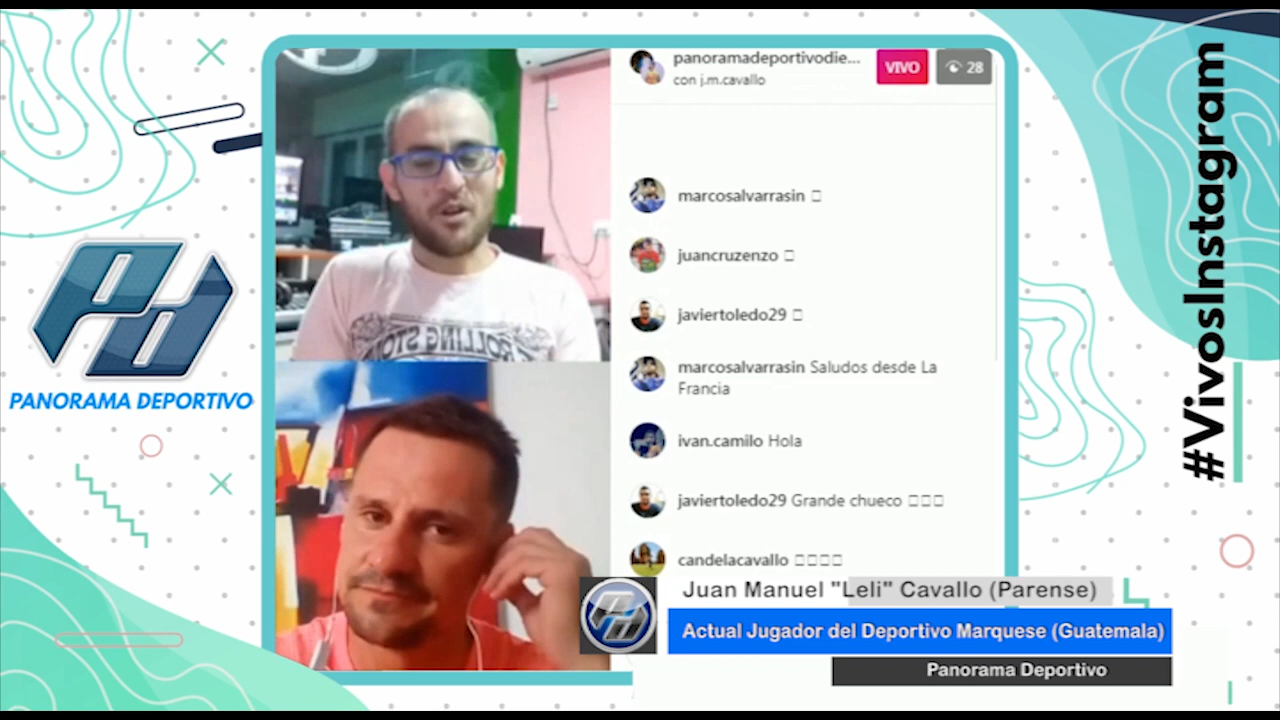 panoramadeportivodie...
con j.m.cavallo
VIVO
28
marcosalvarrasin
juancruzenzo
javiertoledo29
marcosalvarrasin Saludos desde La
Francia
ivan.camilo Hola
javiertoledo29 Grande chueco
candelacavallo
PD
PANORAMA DEPORTIVO
#VivosInstagram
Juan Manuel "Leli" Cavallo (Parense)
Actual Jugador del Deportivo Marquese (Guatemala)
Panorama Deportivo